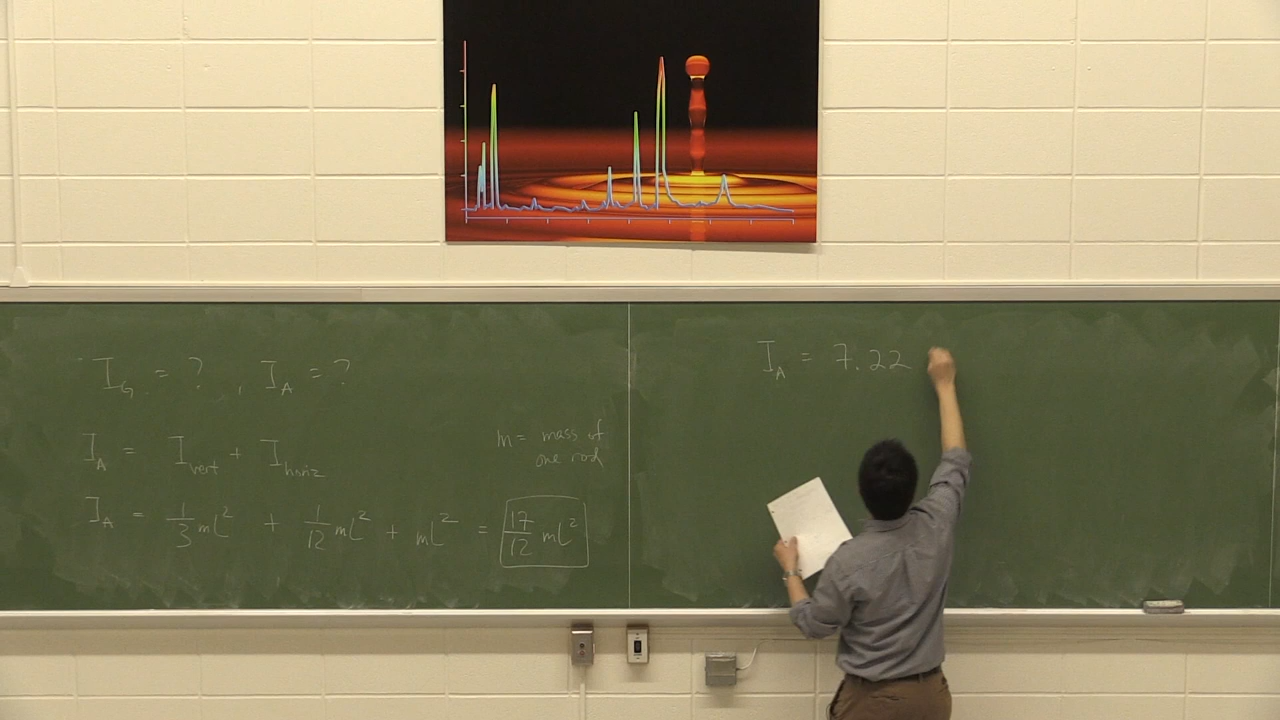 I_G = ? , I_A = ?
I_A = I_vert + I_horiz
m = mass of
one rod
I_A = 1/3 mL² + 1/12 mL² + mL² = 17/12 mL²
I_A = 7.22